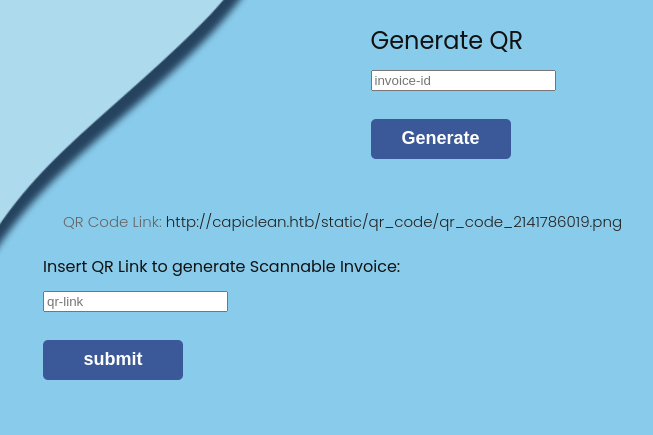 Generate QR
invoice-id
Generate
QR Code Link: http://capiclean.htb/static/qr_code/qr_code_2141786019.png
Insert QR Link to generate Scannable Invoice:
qr-link
submit